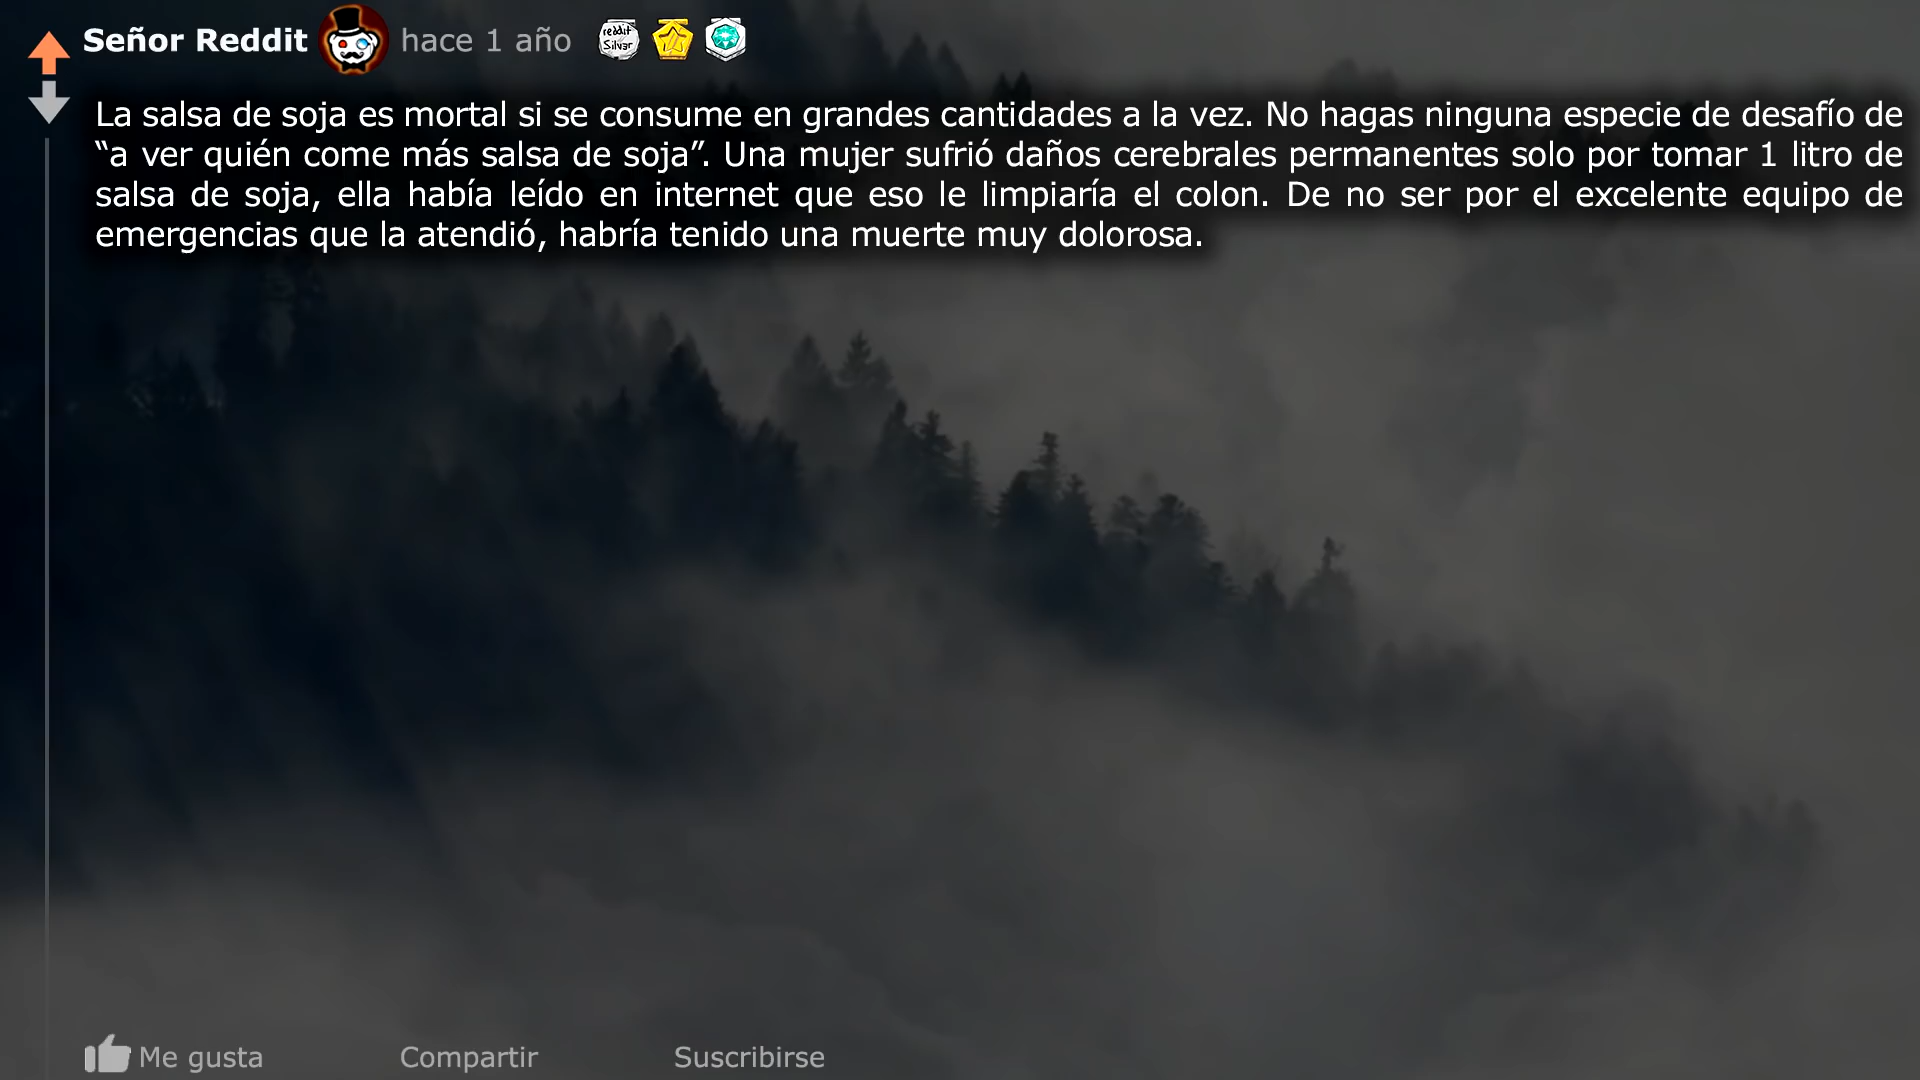 Señor Reddit hace 1 año reddit Silver
La salsa de soja es mortal si se consume en grandes cantidades a la vez. No hagas ninguna especie de desafío de
“a ver quién come más salsa de soja”. Una mujer sufrió daños cerebrales permanentes solo por tomar 1 litro de
salsa de soja, ella había leído en internet que eso le limpiaría el colon. De no ser por el excelente equipo de
emergencias que la atendió, habría tenido una muerte muy dolorosa.
Me gusta Compartir Suscribirse